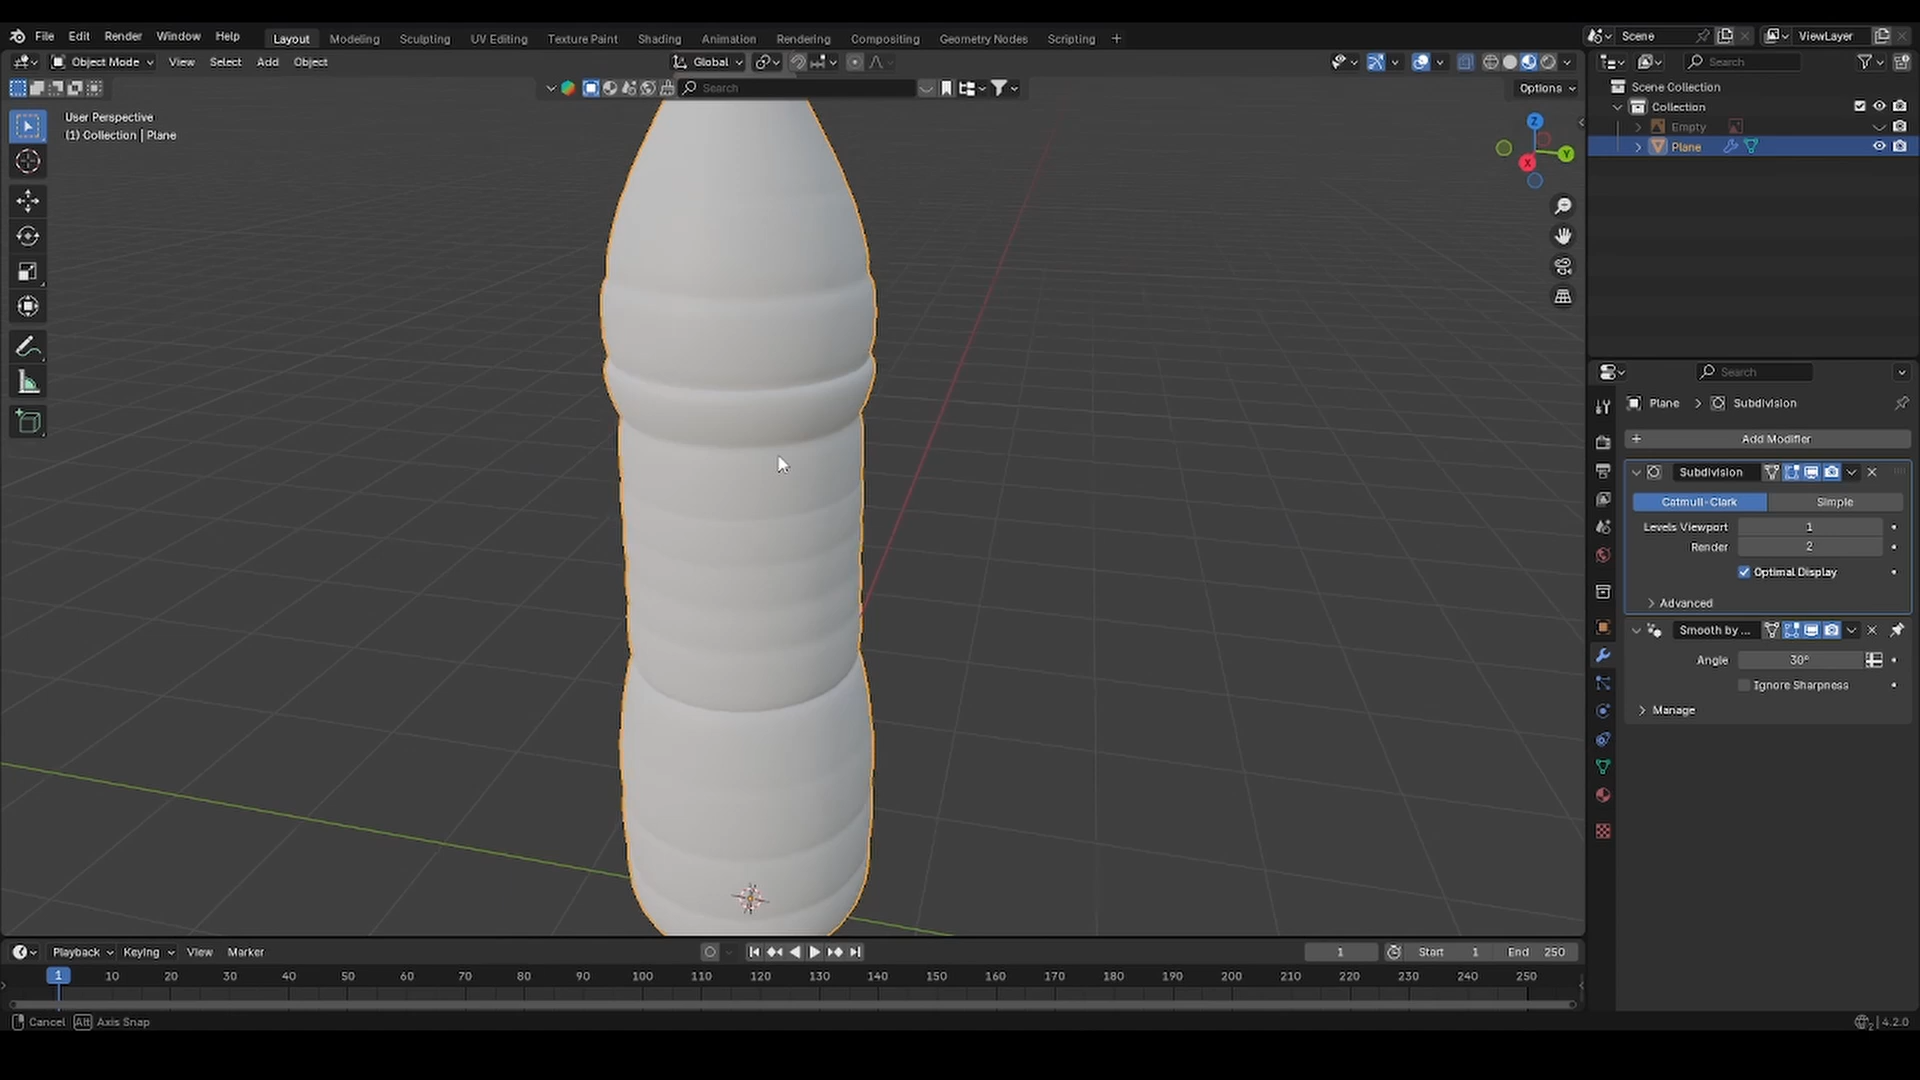 File Edit Render Window Help Layout Modeling Sculpting UV Editing Texture Paint Shading Animation Rendering Compositing Geometry Nodes Scripting + Scene ViewLayer
Object Mode View Select Add Object Global Search
Search Options
User Perspective
(1) Collection | Plane
Z
Y
X
Scene Collection
Collection
Empty
Plane
Search
Plane > Subdivision
+ Add Modifier
Subdivision
Catmull-Clark Simple
Levels Viewport 1
Render 2
Optimal Display
Advanced
Smooth by ...
Angle 30°
Ignore Sharpness
Manage
Playback Keying View Marker 1 Start 1 End 250
1 10 20 30 40 50 60 70 80 90 100 110 120 130 140 150 160 170 180 190 200 210 220 230 240 250
Cancel Alt Axis Snap 4.2.0